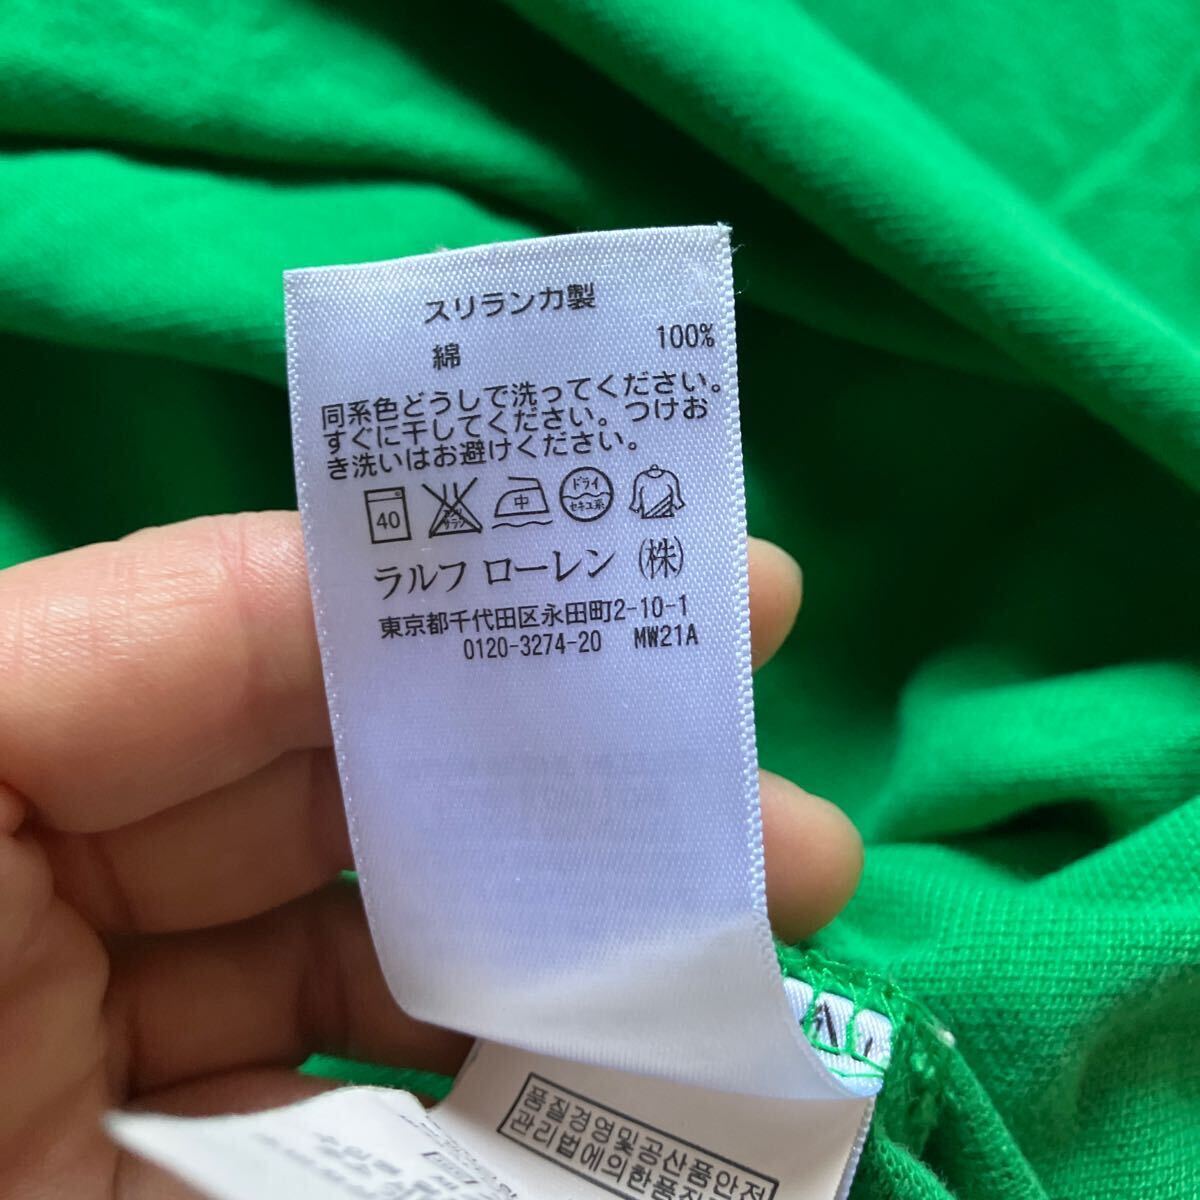 スリランカ製
綿 100%
同系色どうしで洗ってください。
すぐに干してください。つけお
き洗いはお避けください。
40 中 ドライ セキユ系
ラルフ ローレン (株)
東京都千代田区永田町2-10-1
0120-3274-20 MW21A
품질경영및공산품안전
관리법에의한품질